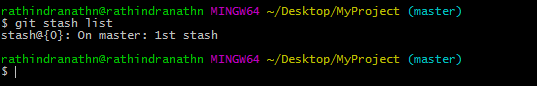 rathindranathn@rathindranathn MINGW64 ~/Desktop/MyProject (master)
$ git stash list
stash@{0}: On master: 1st stash
rathindranathn@rathindranathn MINGW64 ~/Desktop/MyProject (master)
$